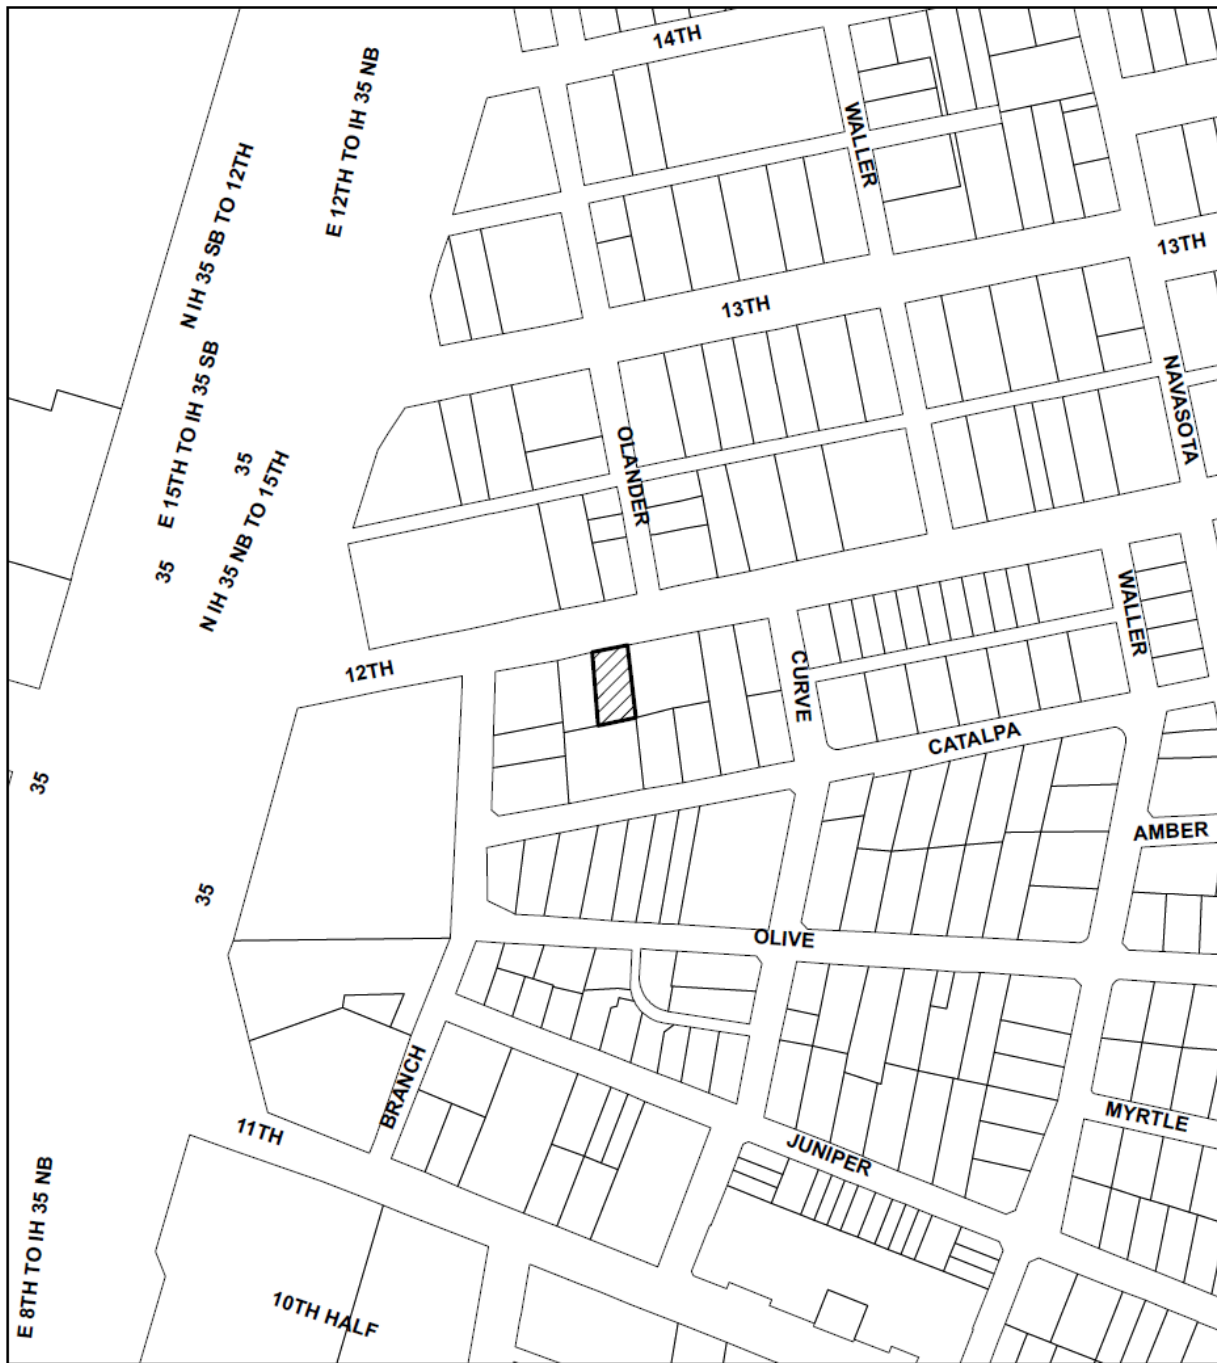 14TH
E 12TH TO IH 35 NB
WALLER
N IH 35 SB TO 12TH
13TH
13TH
E 15TH TO IH 35 SB
NAVASOTA
OLANDER
35
N IH 35 NB TO 15TH
35
WALLER
12TH
CURVE
CATALPA
35
AMBER
35
OLIVE
BRANCH
MYRTLE
11TH
JUNIPER
E 8TH TO IH 35 NB
10TH HALF